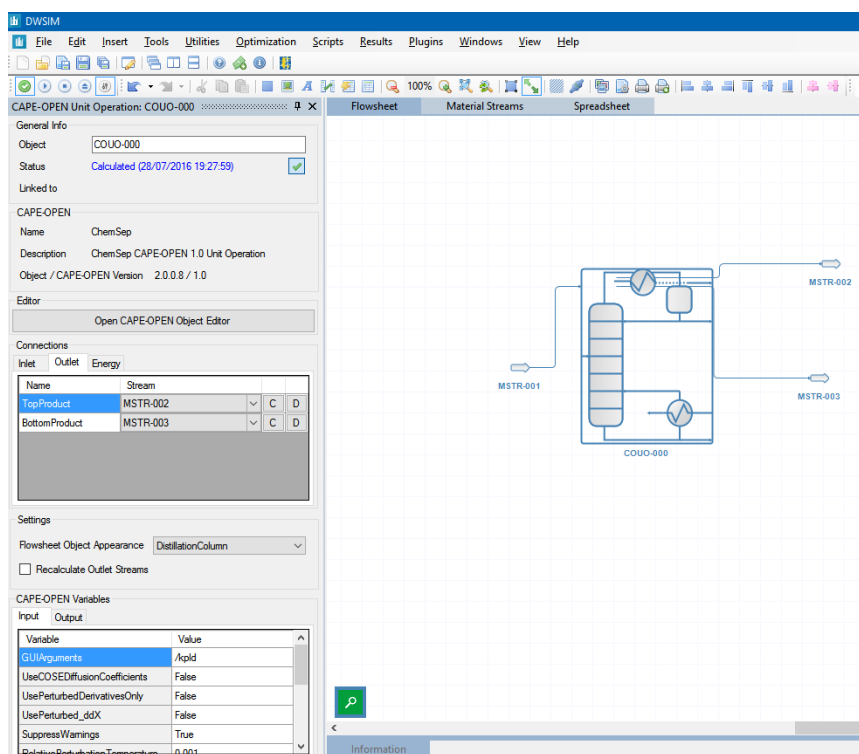 DWSIM
File Edit Insert Tools Utilities Optimization Scripts Results Plugins Windows View Help
100%
CAPE-OPEN Unit Operation: COUO-000
General Info
Object COUO-000
Status Calculated (28/07/2016 19:27:59)
Linked to
CAPE-OPEN
Name ChemSep
Description ChemSep CAPE-OPEN 1.0 Unit Operation
Object / CAPE-OPEN Version 2.0.0.8 / 1.0
Editor
Open CAPE-OPEN Object Editor
Connections
Inlet Outlet Energy
Name Stream
TopProduct MSTR-002 C D
BottomProduct MSTR-003 C D
Settings
Flowsheet Object Appearance DistillationColumn
Recalculate Outlet Streams
CAPE-OPEN Variables
Input Output
Variable Value
GUIArguments /kpld
UseCOSEDiffusionCoefficients False
UsePerturbedDerivativesOnly False
UsePerturbed_ddX False
SuppressWarnings True
RelativePerturbationTemperature 0.001
Flowsheet Material Streams Spreadsheet
MSTR-002
MSTR-001
MSTR-003
COUO-000
Information